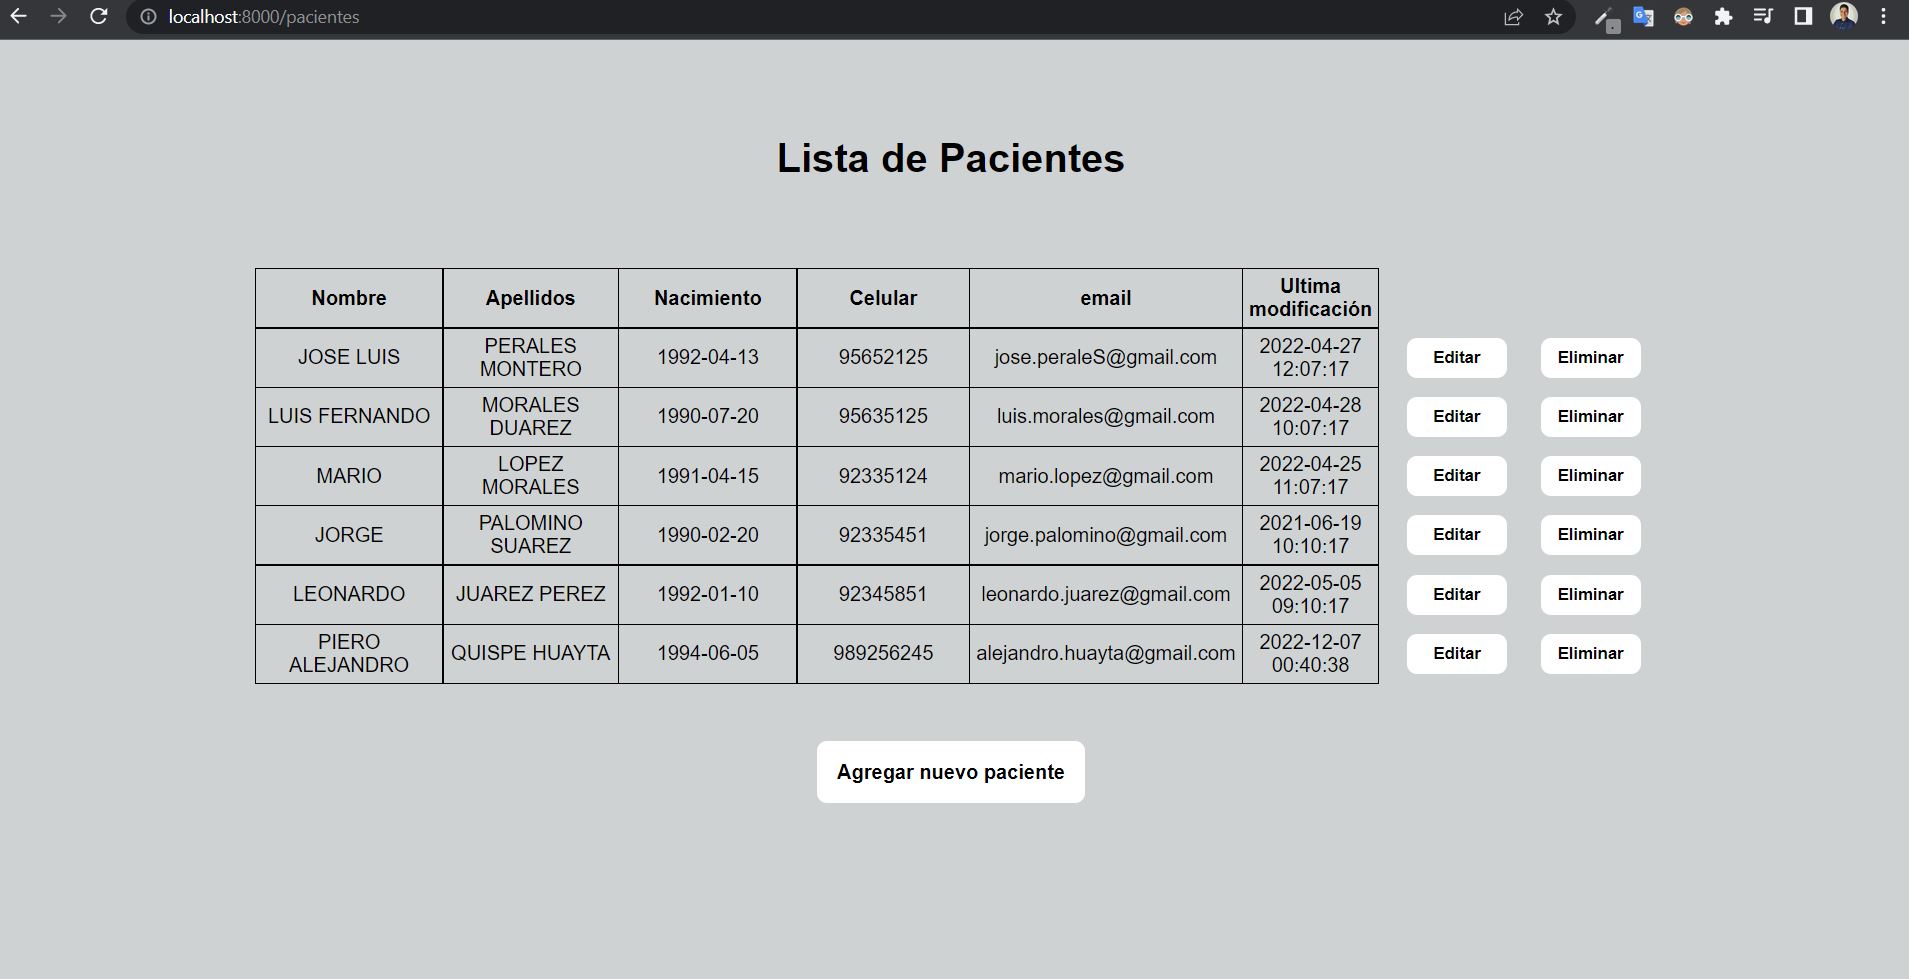 localhost:8000/pacientes
Lista de Pacientes
Nombre Apellidos Nacimiento Celular email Ultima modificación
JOSE LUIS PERALES MONTERO 1992-04-13 95652125 jose.peraleS@gmail.com 2022-04-27 12:07:17 Editar Eliminar
LUIS FERNANDO MORALES DUAREZ 1990-07-20 95635125 luis.morales@gmail.com 2022-04-28 10:07:17 Editar Eliminar
MARIO LOPEZ MORALES 1991-04-15 92335124 mario.lopez@gmail.com 2022-04-25 11:07:17 Editar Eliminar
JORGE PALOMINO SUAREZ 1990-02-20 92335451 jorge.palomino@gmail.com 2021-06-19 10:10:17 Editar Eliminar
LEONARDO JUAREZ PEREZ 1992-01-10 92345851 leonardo.juarez@gmail.com 2022-05-05 09:10:17 Editar Eliminar
PIERO ALEJANDRO QUISPE HUAYTA 1994-06-05 989256245 alejandro.huayta@gmail.com 2022-12-07 00:40:38 Editar Eliminar
Agregar nuevo paciente